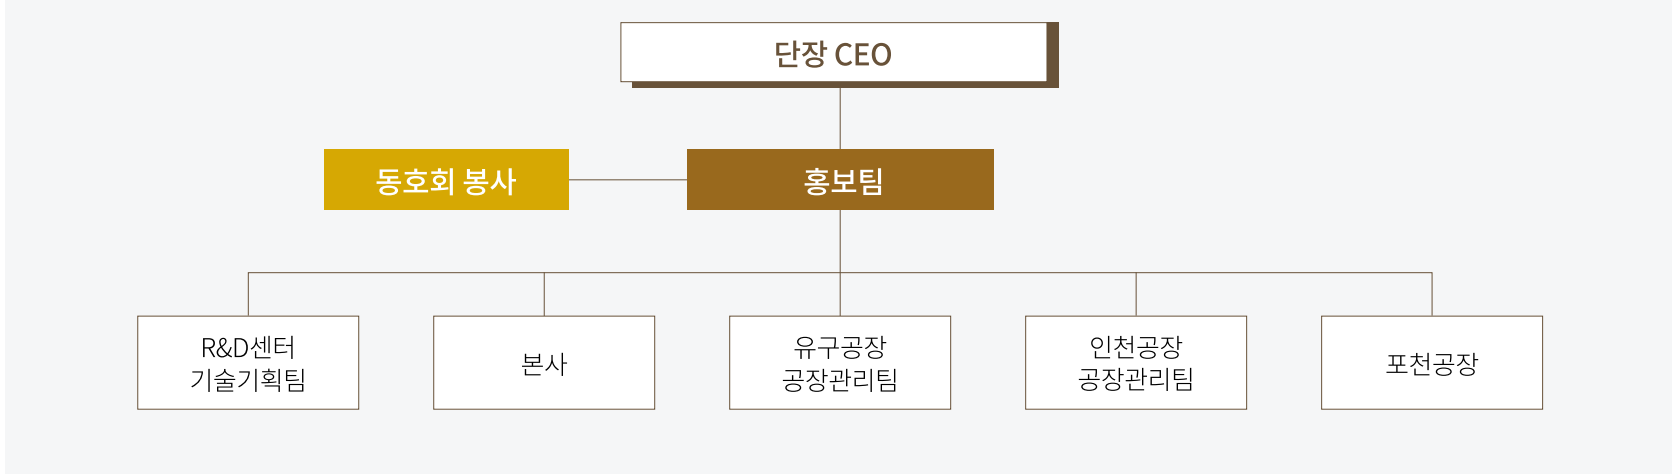 단장 CEO
동호회 봉사
홍보팀
R&D센터
기술기획팀
본사
유구공장
공장관리팀
인천공장
공장관리팀
포천공장